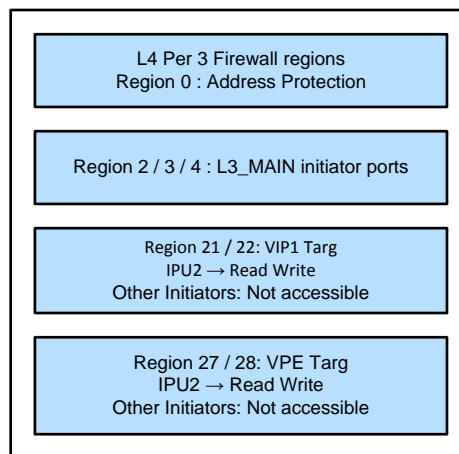 L4 Per 3 Firewall regions
Region 0 : Address Protection
Region 2 / 3 / 4 : L3_MAIN initiator ports
Region 21 / 22: VIP1 Targ
IPU2 → Read Write
Other Initiators: Not accessible
Region 27 / 28: VPE Targ
IPU2 → Read Write
Other Initiators: Not accessible